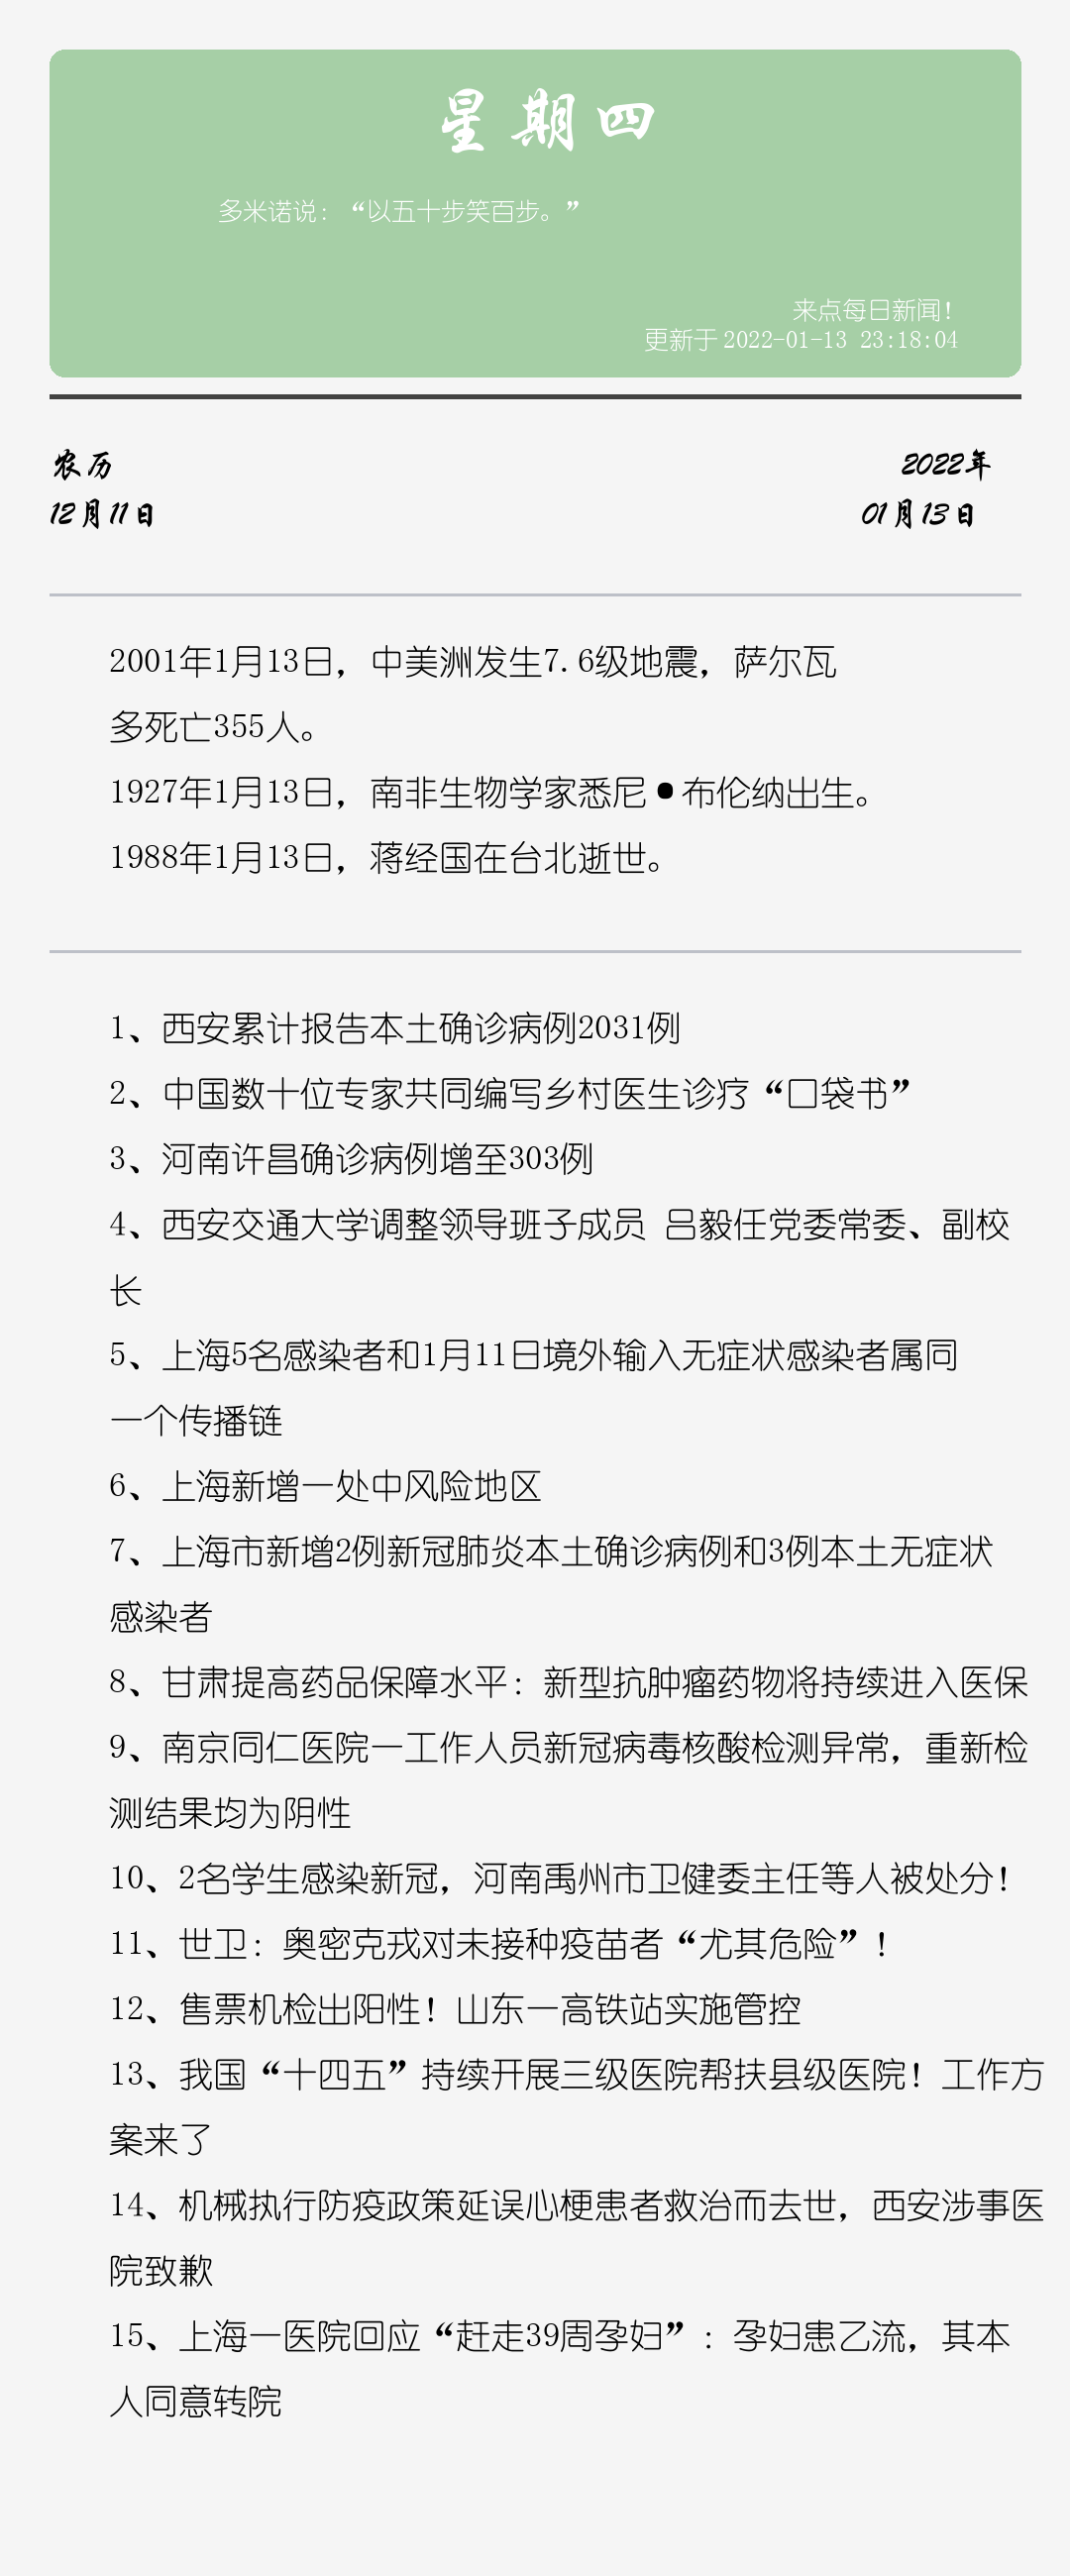 星期四
多米诺说：“以五十步笑百步。”
来点每日新闻！
更新于 2022-01-13 23:18:04
农历
2022年
12月11日
01月13日
2001年1月13日，中美洲发生7.6级地震，萨尔瓦
多死亡355人。
1927年1月13日，南非生物学家悉尼•布伦纳出生。
1988年1月13日，蒋经国在台北逝世。
1、西安累计报告本土确诊病例2031例
2、中国数十位专家共同编写乡村医生诊疗“口袋书”
3、河南许昌确诊病例增至303例
4、西安交通大学调整领导班子成员 吕毅任党委常委、副校
长
5、上海5名感染者和1月11日境外输入无症状感染者属同
一个传播链
6、上海新增一处中风险地区
7、上海市新增2例新冠肺炎本土确诊病例和3例本土无症状
感染者
8、甘肃提高药品保障水平：新型抗肿瘤药物将持续进入医保
9、南京同仁医院一工作人员新冠病毒核酸检测异常，重新检
测结果均为阴性
10、2名学生感染新冠，河南禹州市卫健委主任等人被处分！
11、世卫：奥密克戎对未接种疫苗者“尤其危险”！
12、售票机检出阳性！山东一高铁站实施管控
13、我国“十四五”持续开展三级医院帮扶县级医院！工作方
案来了
14、机械执行防疫政策延误心梗患者救治而去世，西安涉事医
院致歉
15、上海一医院回应“赶走39周孕妇”：孕妇患乙流，其本
人同意转院